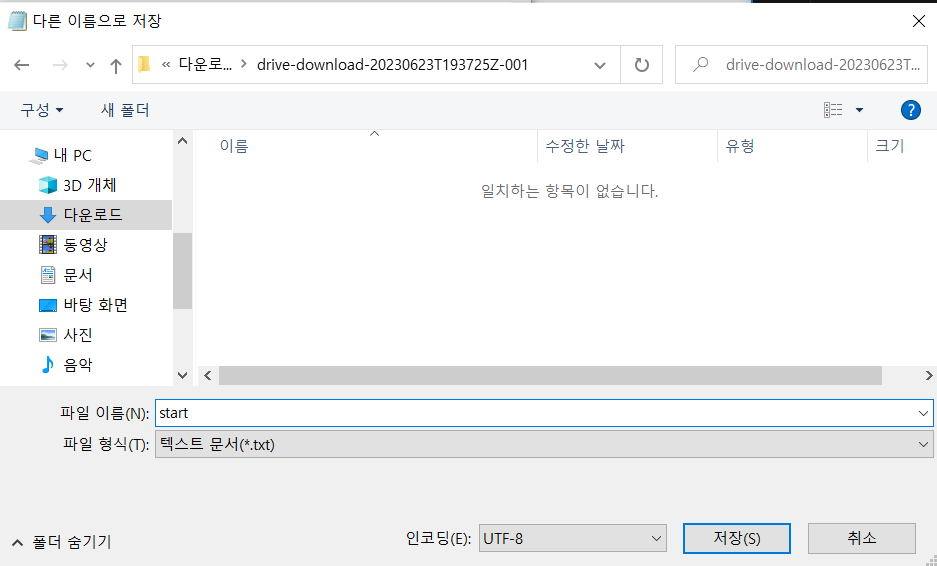 다른 이름으로 저장
« 다운로... > drive-download-20230623T193725Z-001
drive-download-20230623T...
구성 새 폴더
?
이름 수정한 날짜 유형 크기
일치하는 항목이 없습니다.
내 PC
3D 개체
다운로드
동영상
문서
바탕 화면
사진
음악
파일 이름(N): start
파일 형식(T): 텍스트 문서(*.txt)
폴더 숨기기
인코딩(E): UTF-8
저장(S)
취소